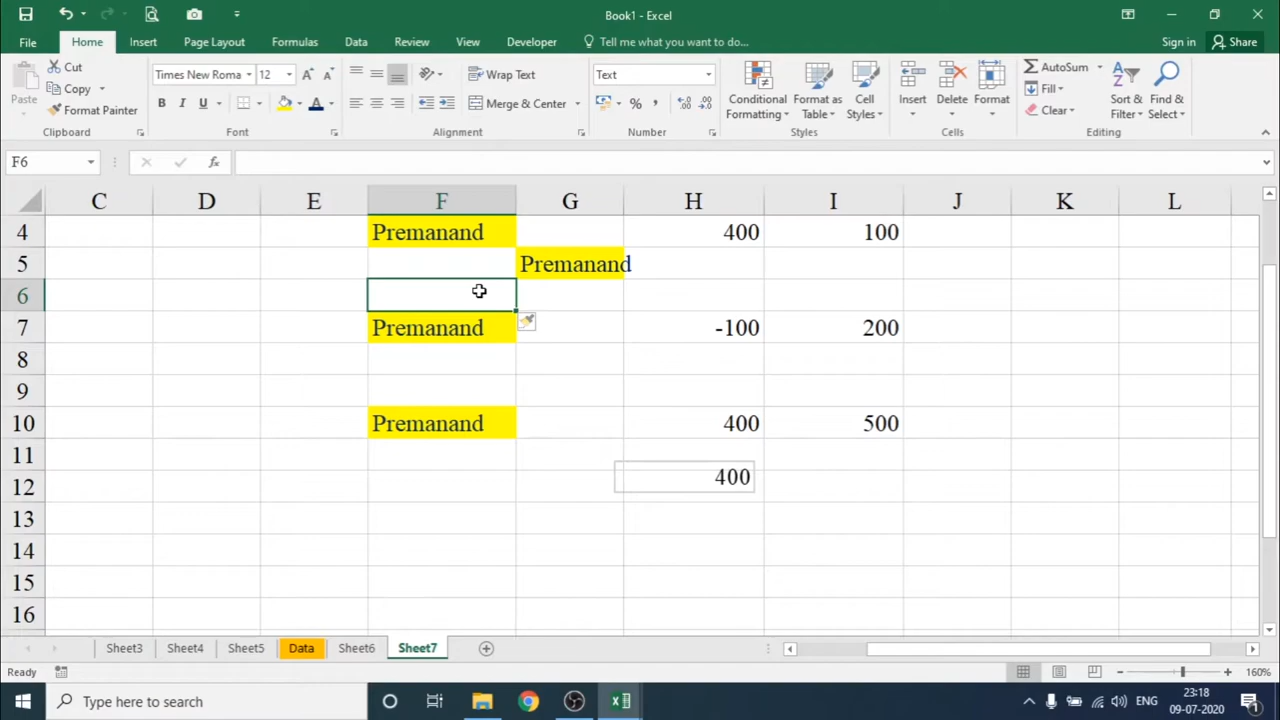 Book1 - Excel
File Home Insert Page Layout Formulas Data Review View Developer Tell me what you want to do... Sign in Share
Paste Cut Copy Format Painter Clipboard
Times New Roma 12 B I U A Font
Wrap Text Merge & Center Alignment
Text % , Number
Conditional Formatting Format as Table Cell Styles Styles
Insert Delete Format Cells
AutoSum Fill Clear Sort & Filter Find & Select Editing
F6 fx
C D E F G H I J K L
4 Premanand 400 100
5 Premanand
6
7 Premanand -100 200
8
9
10 Premanand 400 500
11
400
12
13
14
15
16
Sheet3 Sheet4 Sheet5 Data Sheet6 Sheet7
Ready 160%
Type here to search ENG 23:18
09-07-2020 1